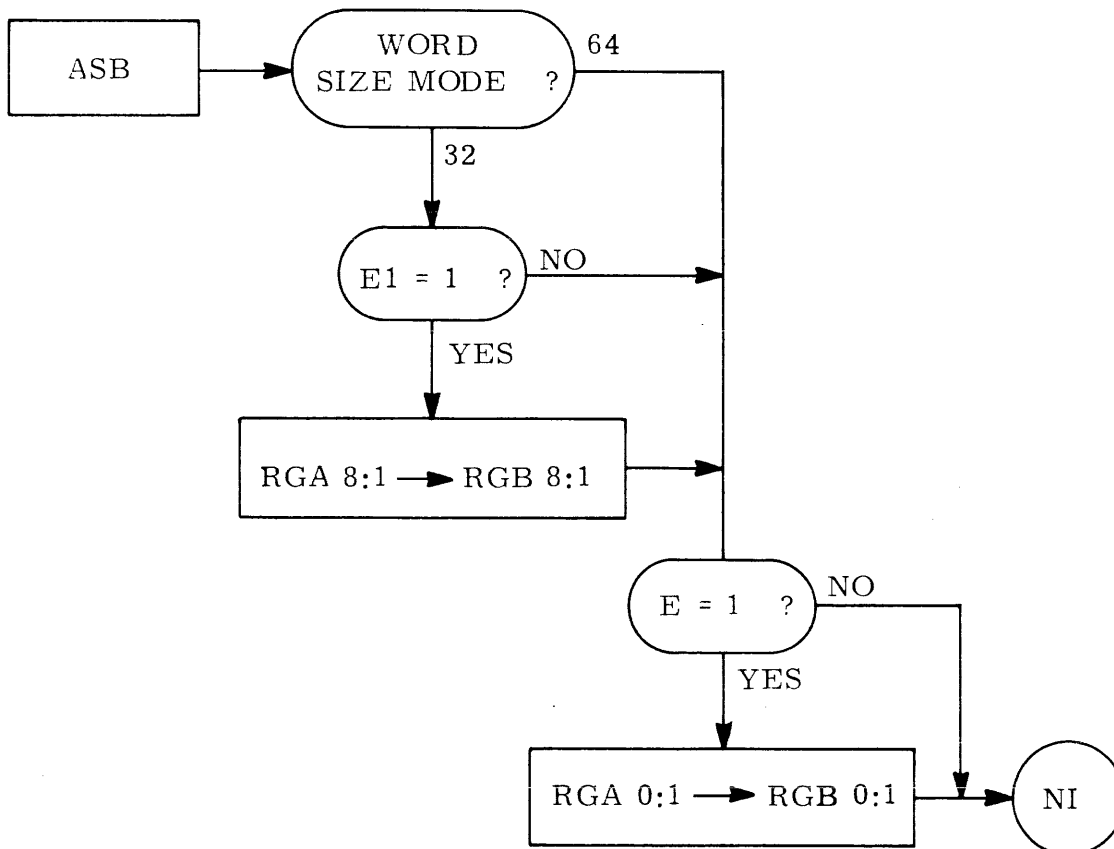 ASB
WORD
SIZE MODE ?
64
32
E1 = 1 ?
NO
YES
RGA 8:1 → RGB 8:1
E = 1 ?
NO
YES
RGA 0:1 → RGB 0:1
NI